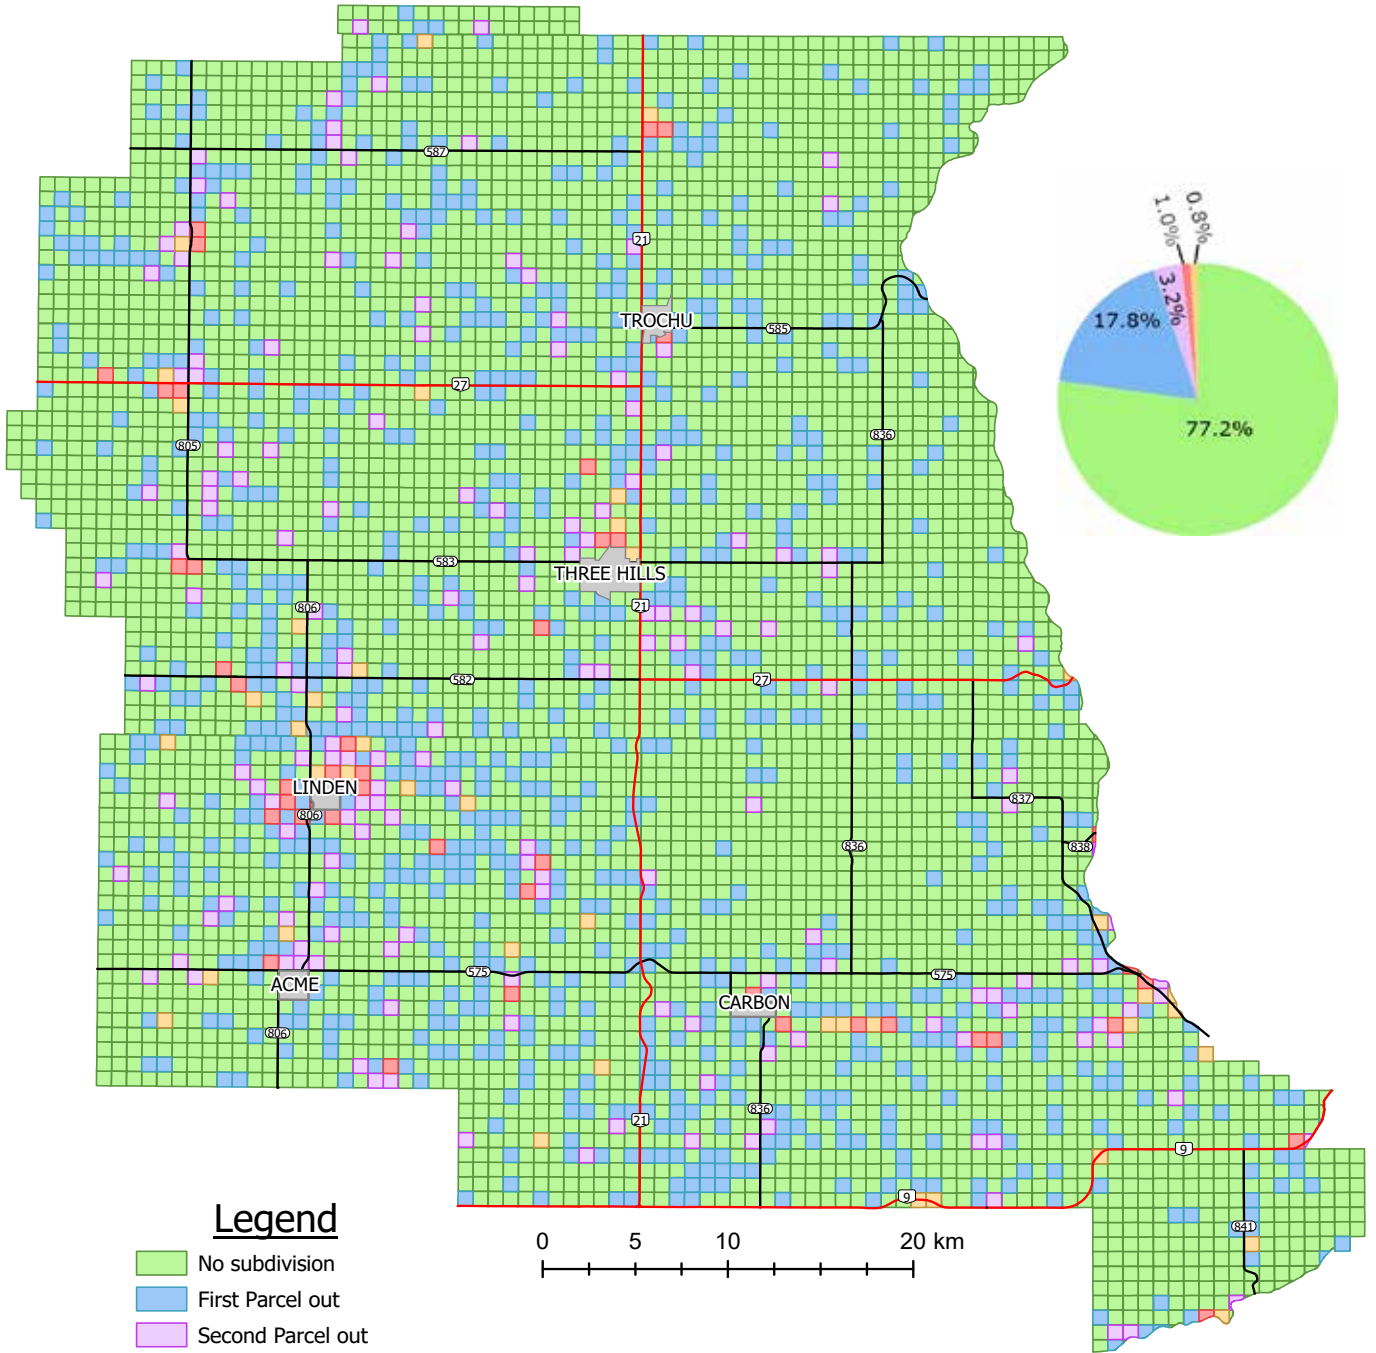 587
0.8%
1.0%
3.2%
17.8%
77.2%
21
TROCHU
585
27
836
805
583
THREE HILLS
806
21
582
27
LINDEN
806
837
836
838
575
575
ACME
CARBON
806
836
21
9
9
841
Legend
No subdivision
First Parcel out
Second Parcel out
0 5 10 20 km